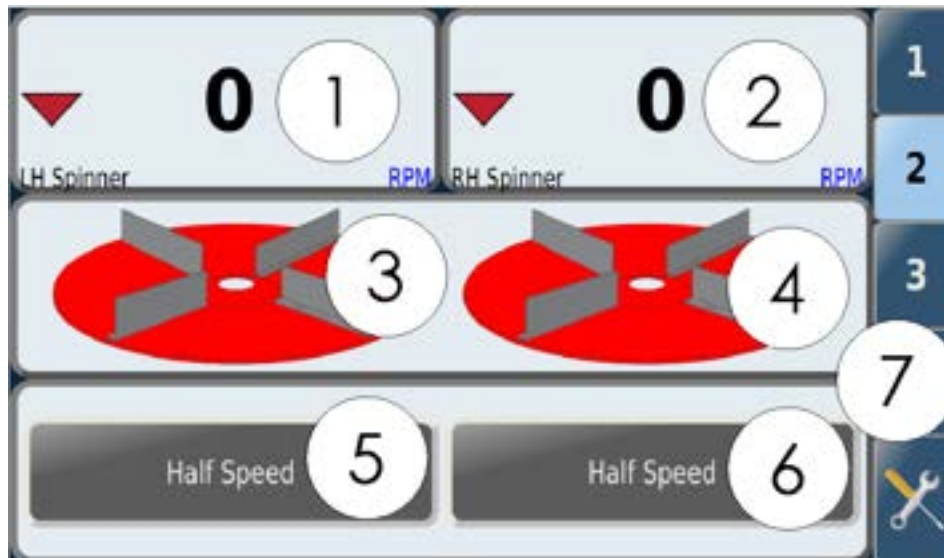 0 1
0 2
1
LH Spinner RPM
RH Spinner RPM
2
3 4
3
7
Half Speed 5
Half Speed 6